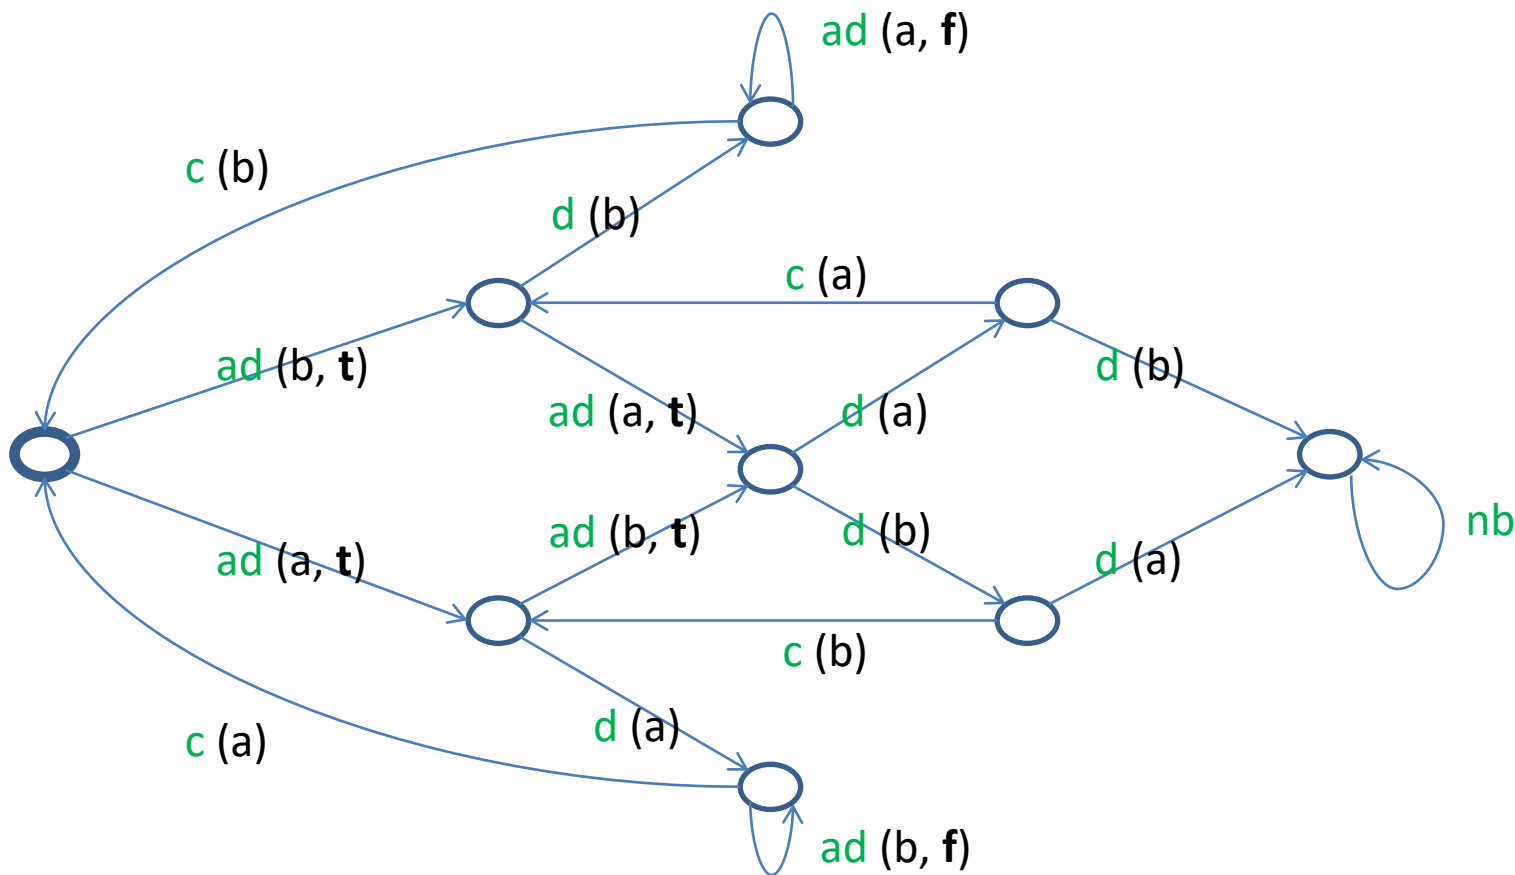 ad (a, f)
c (b)
d (b)
c (a)
ad (b, t)
d (b)
ad (a, t)
d (a)
ad (b, t)
d (b)
nb
ad (a, t)
d (a)
c (b)
d (a)
c (a)
ad (b, f)